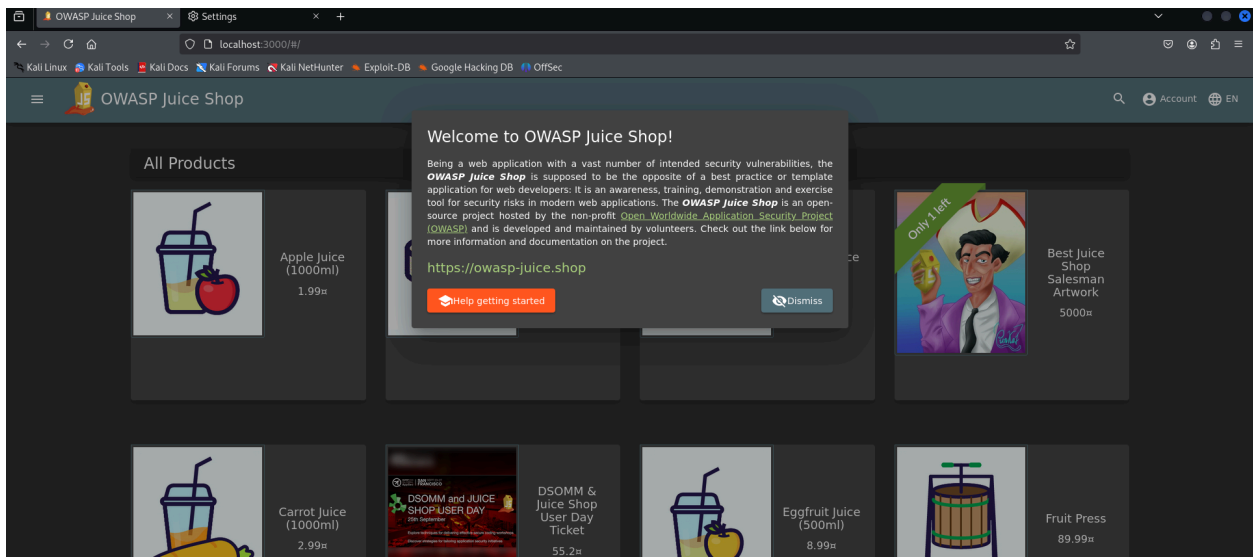 OWASP Juice Shop
Settings
localhost:3000/#/
Kali Linux
Kali Tools
Kali Docs
Kali Forums
Kali NetHunter
Exploit-DB
Google Hacking DB
OffSec
OWASP Juice Shop
Account
EN
All Products
Welcome to OWASP Juice Shop!
Being a web application with a vast number of intended security vulnerabilities, the
OWASP Juice Shop is supposed to be the opposite of a best practice or template
application for web developers: It is an awareness, training, demonstration and exercise
tool for security risks in modern web applications. The OWASP Juice Shop is an open-
source project hosted by the non-profit Open Worldwide Application Security Project
(OWASP) and is developed and maintained by volunteers. Check out the link below for
more information and documentation on the project.
https://owasp-juice.shop
Help getting started
Dismiss
Apple Juice
(1000ml)
1.99¤
ce
Only 1 left
Best Juice
Shop
Salesman
Artwork
5000¤
Carrot Juice
(1000ml)
2.99¤
DSOMM and JUICE
SHOP USER DAY
25th September
DSOMM &
Juice Shop
User Day
Ticket
55.2¤
Eggfruit Juice
(500ml)
8.99¤
Fruit Press
89.99¤